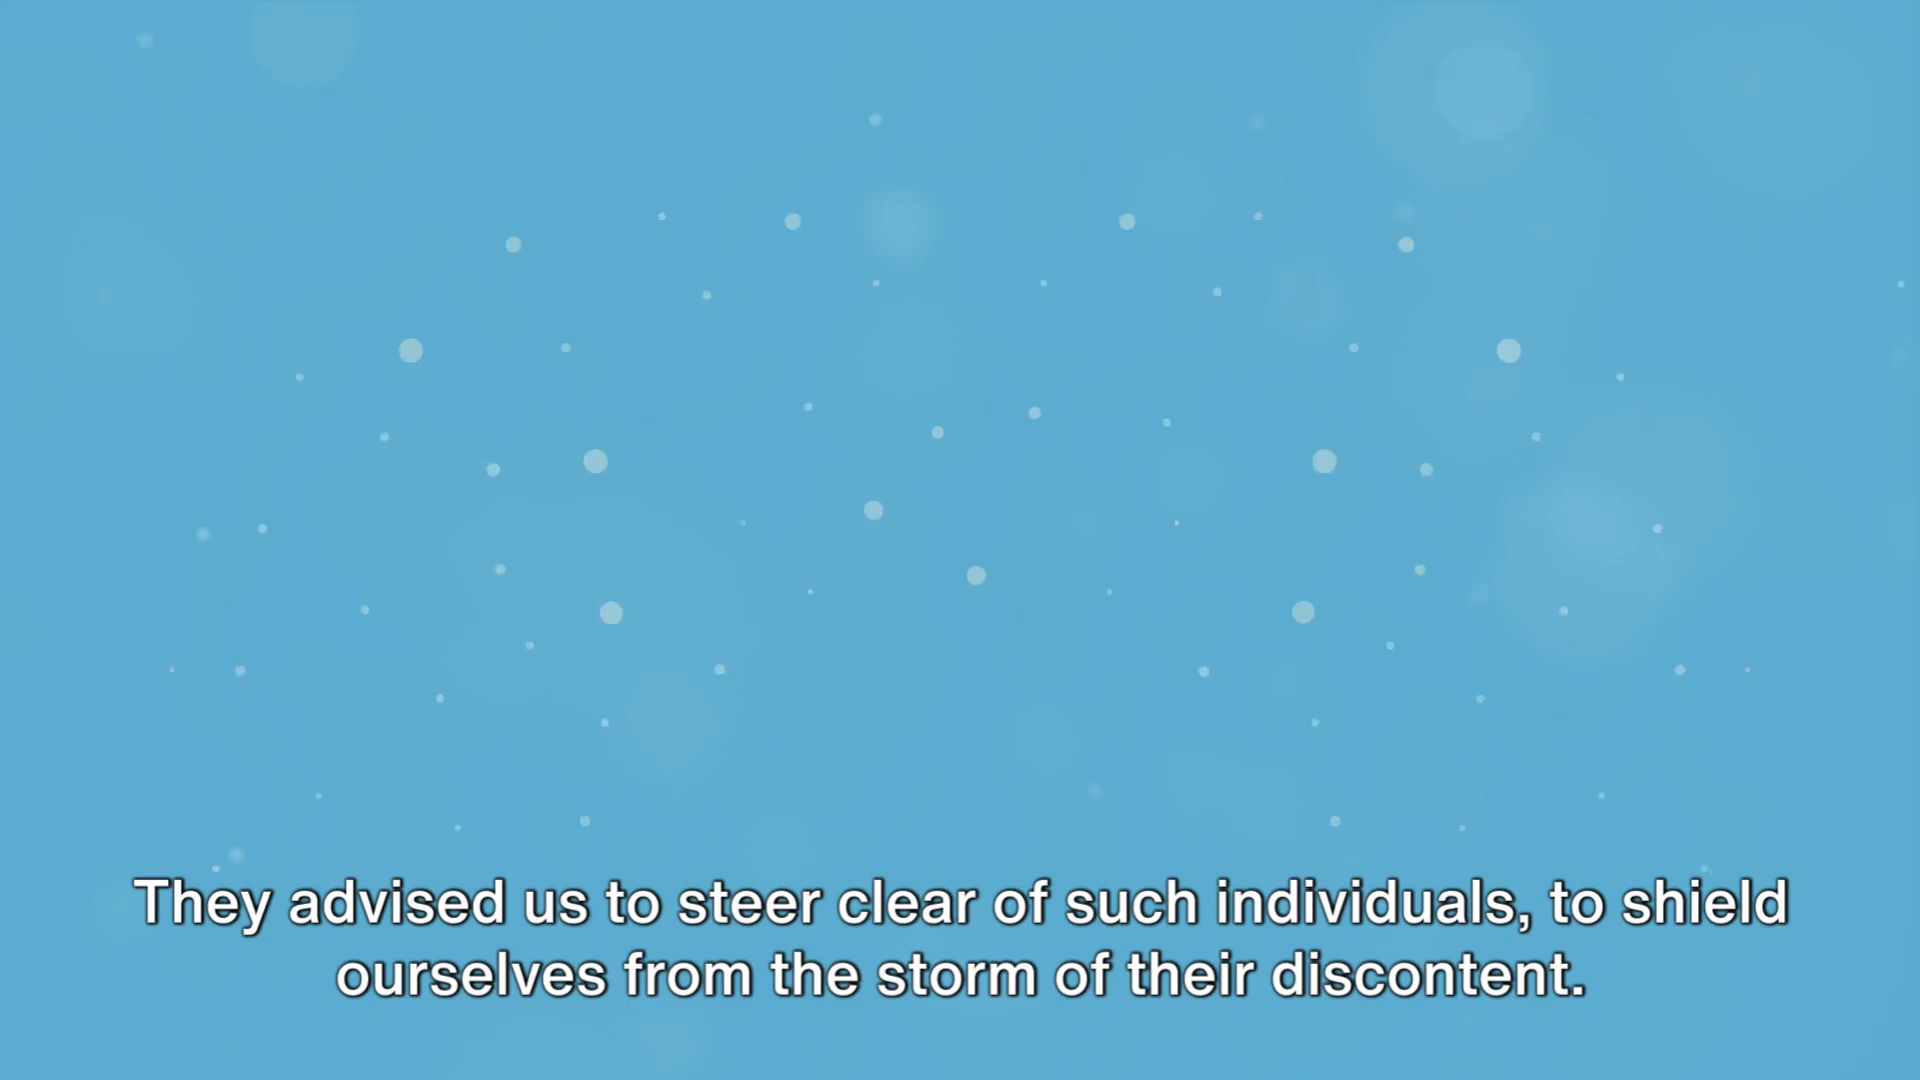 They advised us to steer clear of such individuals, to shield
ourselves from the storm of their discontent.